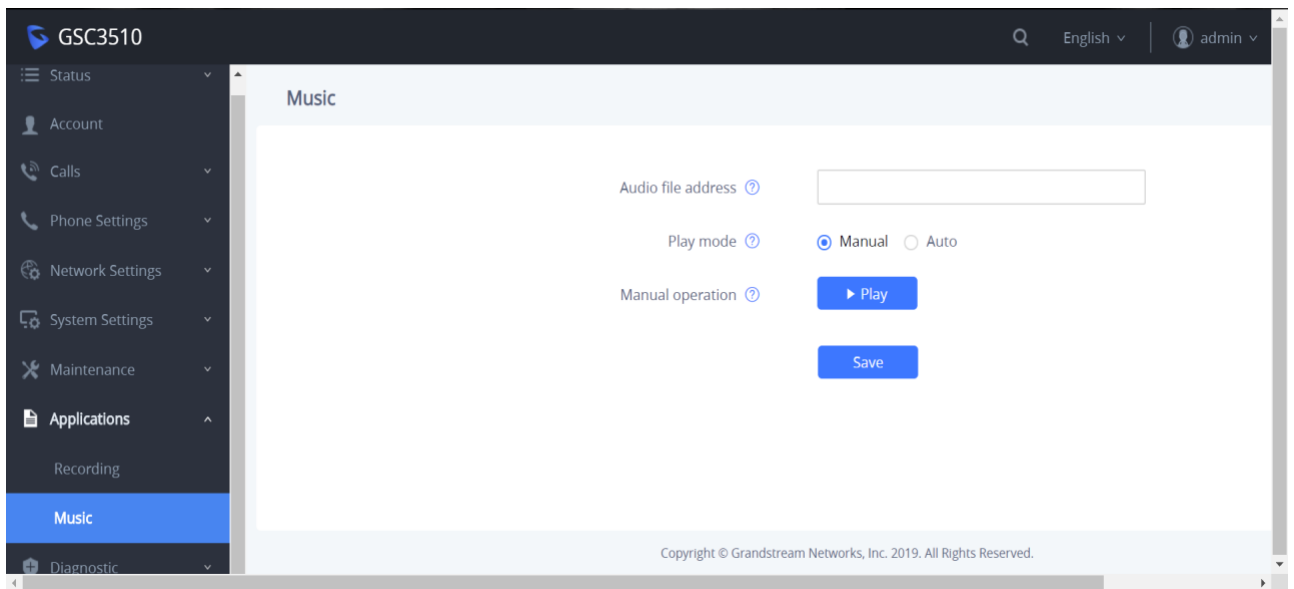 GSC3510
English
admin
Status
Account
Calls
Phone Settings
Network Settings
System Settings
Maintenance
Applications
Recording
Music
Diagnostic
Music
Audio file address ?
Play mode ? Manual Auto
Manual operation ? Play
Save
Copyright © Grandstream Networks, Inc. 2019. All Rights Reserved.